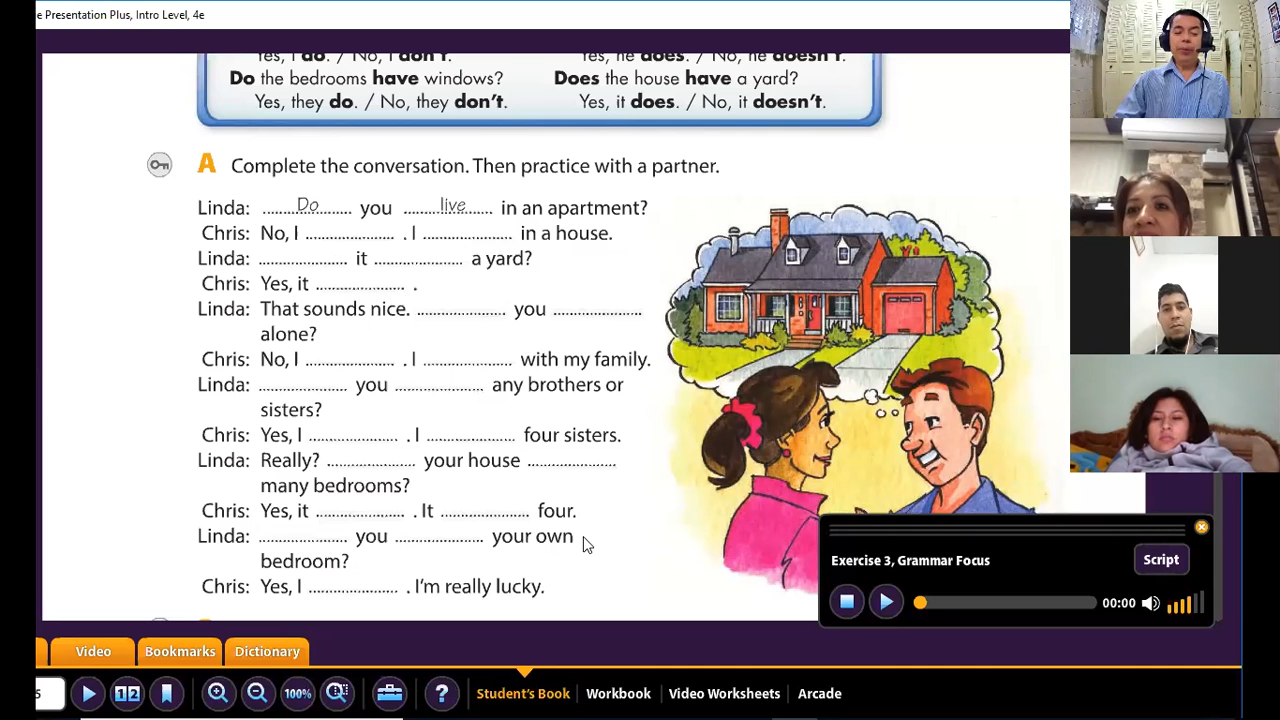 e Presentation Plus, Intro Level, 4e
Yes, I do. / No, I don't. Yes, he does. / No, he doesn't.
Do the bedrooms have windows? Does the house have a yard?
Yes, they do. / No, they don't. Yes, it does. / No, it doesn't.
A Complete the conversation. Then practice with a partner.
Linda: ....Do.... you ....live.... in an apartment?
Chris: No, I .................. . I .................. in a house.
Linda: .................. it .................. a yard?
Chris: Yes, it .................. .
Linda: That sounds nice. .................. you ..................
alone?
Chris: No, I .................. . I .................. with my family.
Linda: .................. you .................. any brothers or
sisters?
Chris: Yes, I .................. . I .................. four sisters.
Linda: Really? .................. your house ..................
many bedrooms?
Chris: Yes, it .................. . It .................. four.
Linda: .................. you .................. your own
bedroom?
Chris: Yes, I .................. . I'm really lucky.
Exercise 3, Grammar Focus
Script
00:00
Video Bookmarks Dictionary
5 1 2 100% ? Student's Book Workbook Video Worksheets Arcade